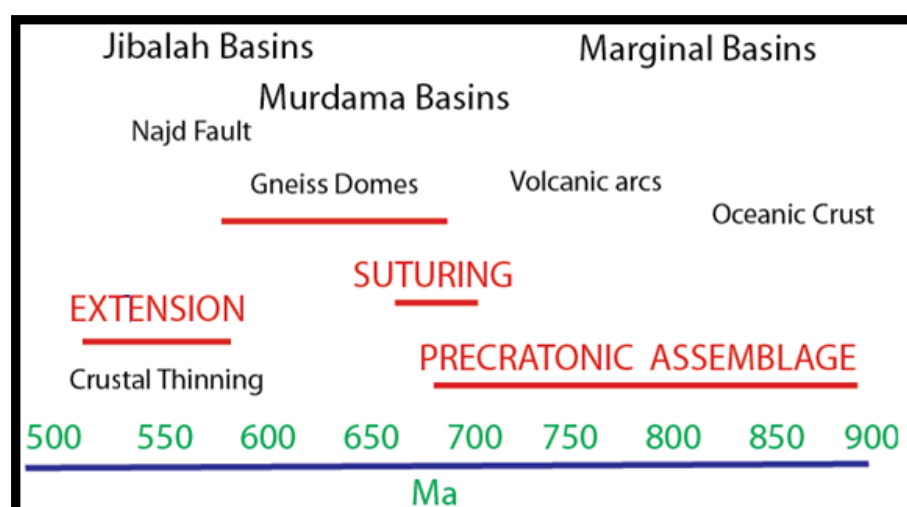 Jibalah Basins
Marginal Basins
Murdama Basins
Najd Fault
Gneiss Domes
Volcanic arcs
Oceanic Crust
SUTURING
EXTENSION
PRECRATONIC ASSEMBLAGE
Crustal Thinning
500 550 600 650 700 750 800 850 900
Ma